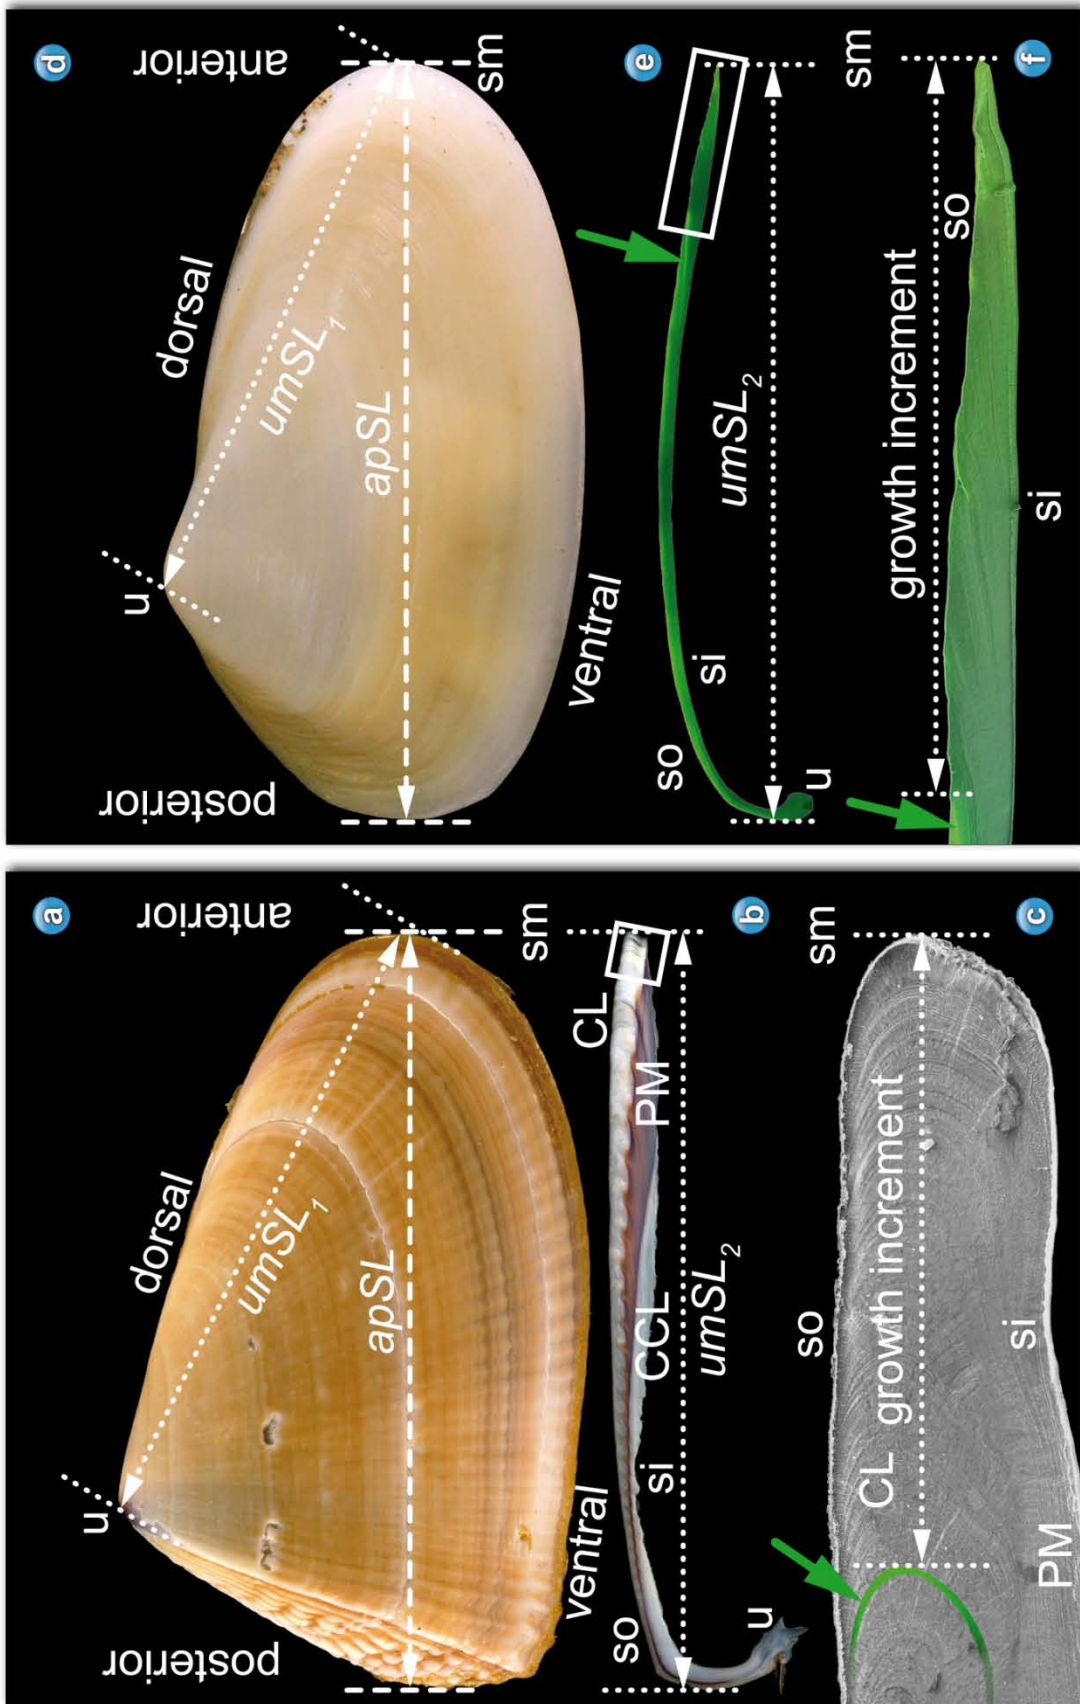 a
posterior
dorsal
anterior
u
umSL1
apSL
ventral
sm
b
so
CL
PM
CCL
si
umSL2
u
c
so
sm
CL
growth increment
si
PM
d
posterior
dorsal
anterior
u
umSL1
apSL
ventral
sm
e
so
si
u
umSL2
sm
f
growth increment
so
si